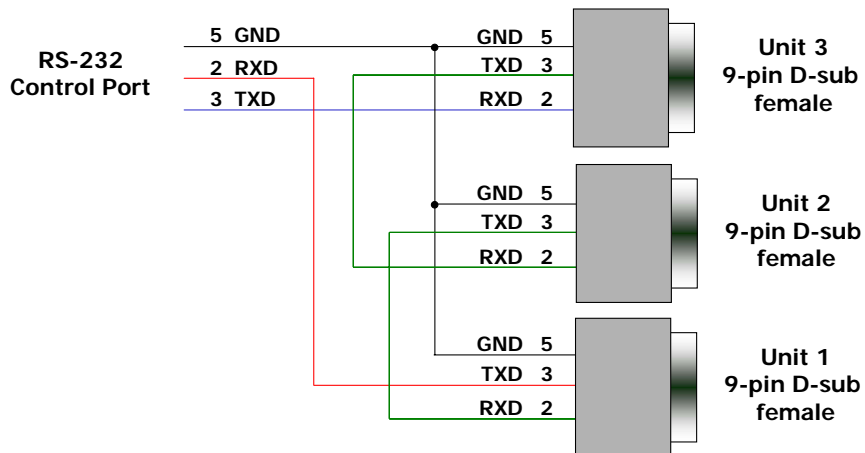 RS-232
Control Port
5 GND
2 RXD
3 TXD
GND 5
TXD 3
RXD 2
Unit 3
9-pin D-sub
female
GND 5
TXD 3
RXD 2
Unit 2
9-pin D-sub
female
GND 5
TXD 3
RXD 2
Unit 1
9-pin D-sub
female